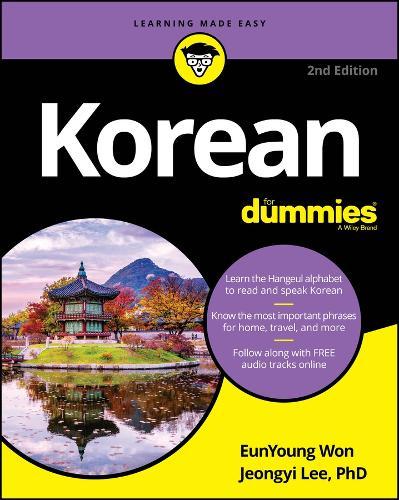 LEARNING MADE EASY
2nd Edition
Korean
for
dummies®
A Wiley Brand
Learn the Hangeul alphabet
to read and speak Korean
Know the most important phrases
for home, travel, and more
Follow along with FREE
audio tracks online
EunYoung Won
Jeongyi Lee, PhD